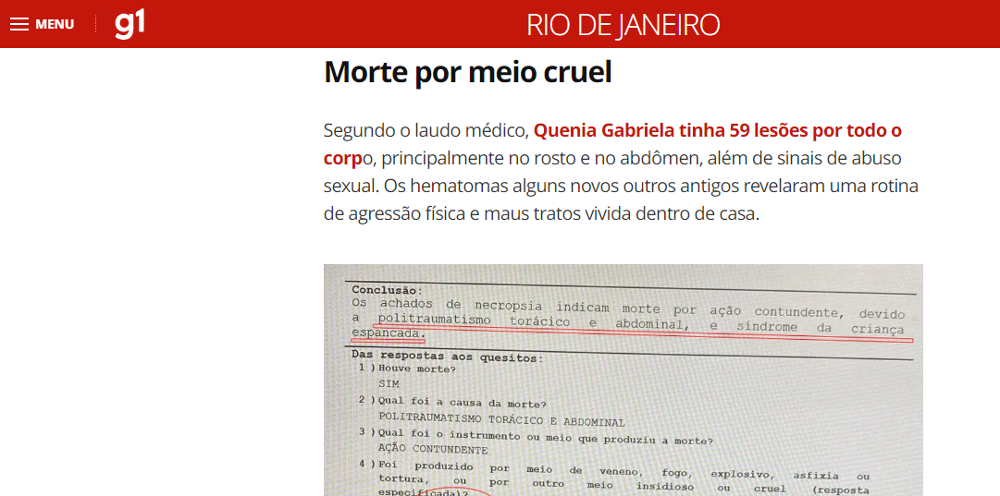 MENU
g1
RIO DE JANEIRO
Morte por meio cruel
Segundo o laudo médico, Quenia Gabriela tinha 59 lesões por todo o
corpo, principalmente no rosto e no abdômen, além de sinais de abuso
sexual. Os hematomas alguns novos outros antigos revelaram uma rotina
de agressão física e maus tratos vivida dentro de casa.
Conclusão:
Os achados de necropsia indicam morte por ação contundente, devido
a politraumatismo torácico e abdominal, e síndrome da criança
espancada.
Das respostas aos quesitos:
1 ) Houve morte?
SIM
2 ) Qual foi a causa da morte?
POLITRAUMATISMO TORÁCICO E ABDOMINAL
3 ) Qual foi o instrumento ou meio que produziu a morte?
AÇÃO CONTUNDENTE
4 ) Foi produzido por meio de veneno, fogo, explosivo, asfixia ou
tortura, ou por outro meio insidioso ou cruel (resposta
especificada)?